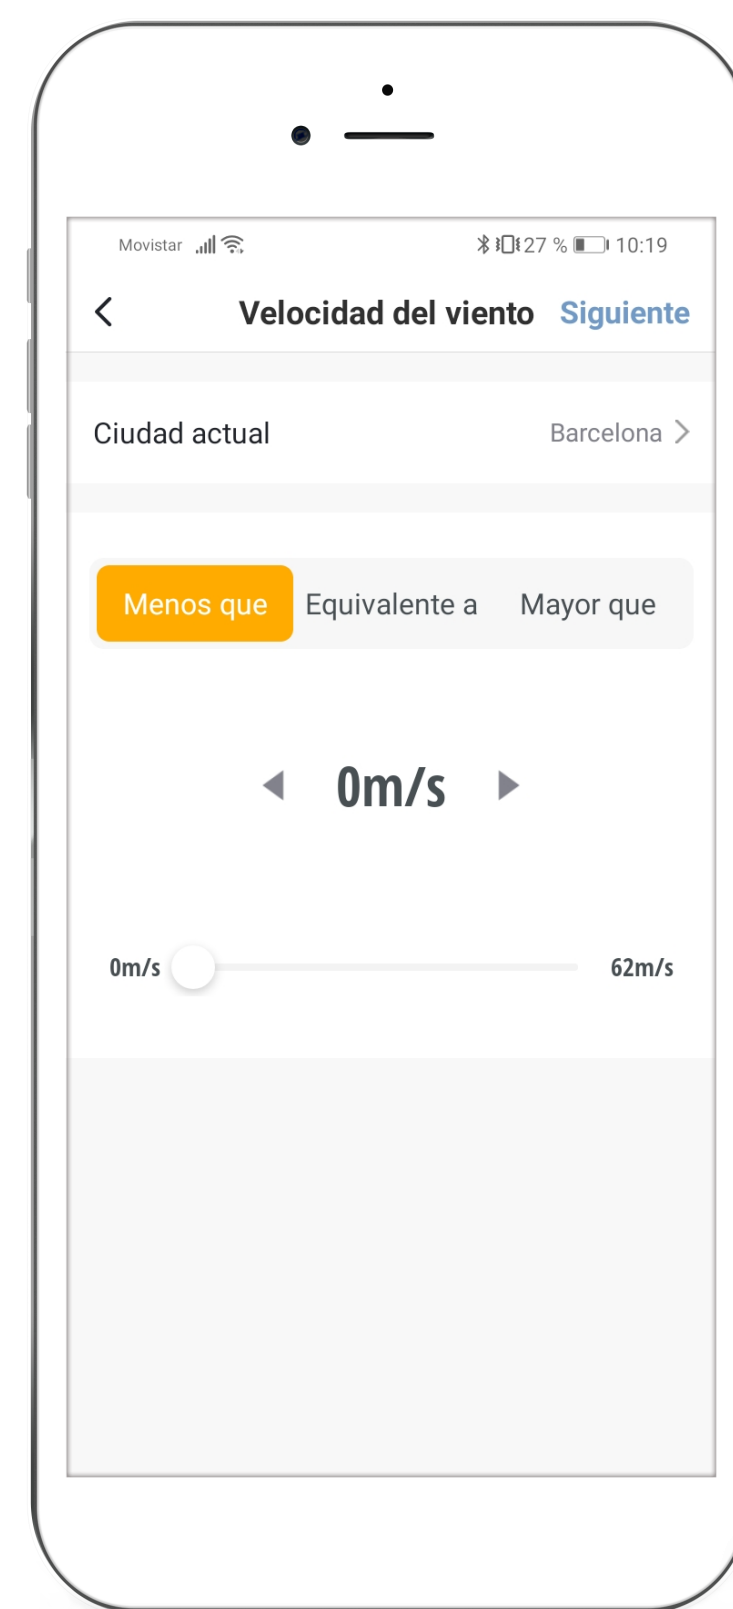 Movistar 27 % 10:19
Velocidad del viento Siguiente
Ciudad actual Barcelona
Menos que Equivalente a Mayor que
0m/s
0m/s 62m/s